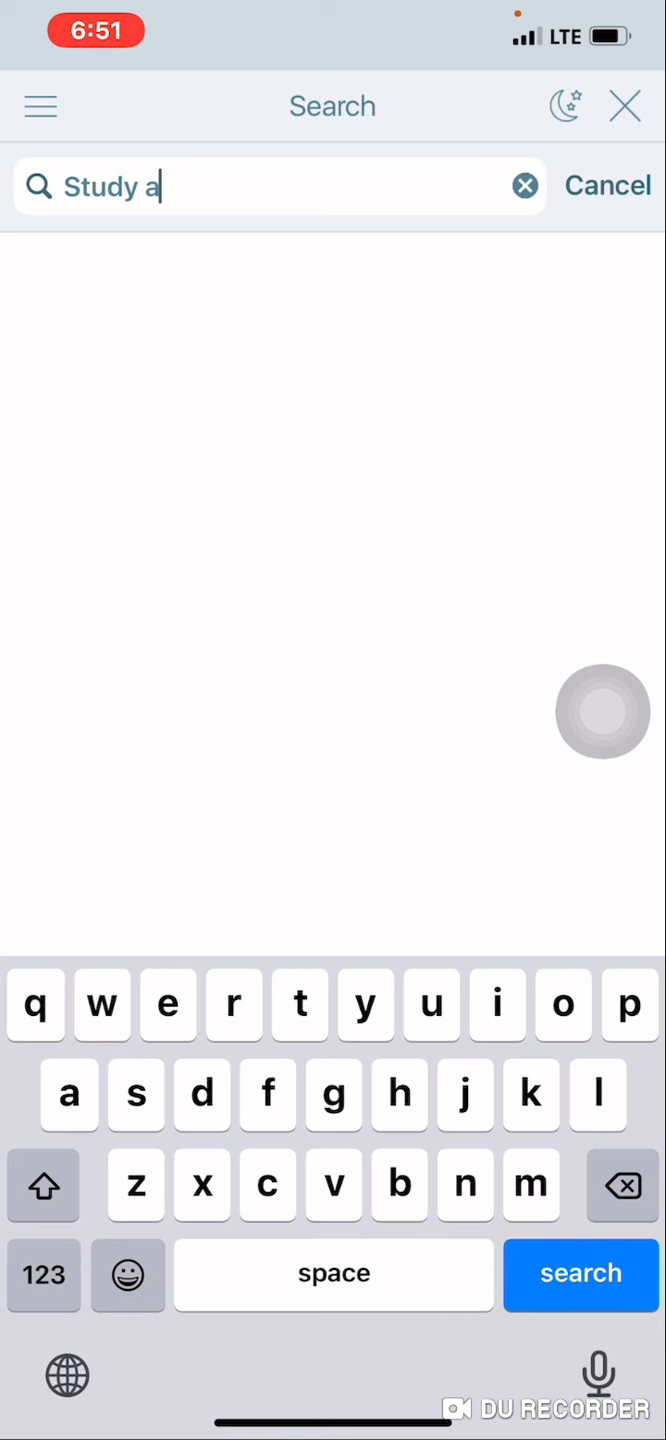 6:51 LTE
Search
Study a Cancel
q w e r t y u i o p
a s d f g h j k l
z x c v b n m
123 space search
DU RECORDER